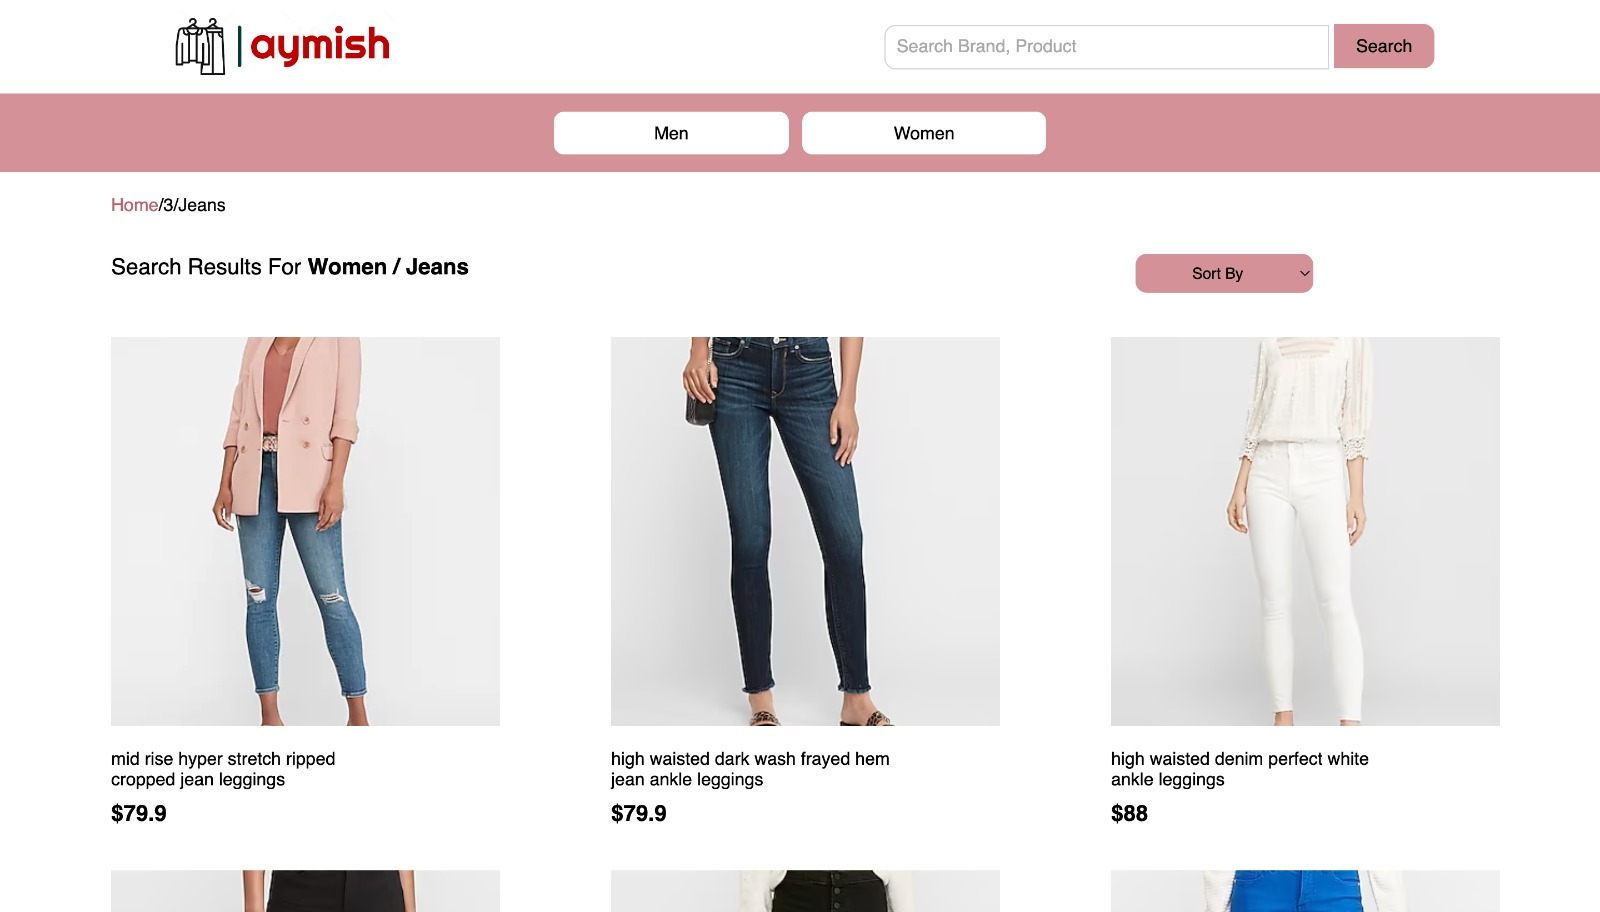 aymish
Search Brand, Product
Search
Men
Women
Home/3/Jeans
Search Results For Women / Jeans
Sort By
mid rise hyper stretch ripped
cropped jean leggings
$79.9
high waisted dark wash frayed hem
jean ankle leggings
$79.9
high waisted denim perfect white
ankle leggings
$88